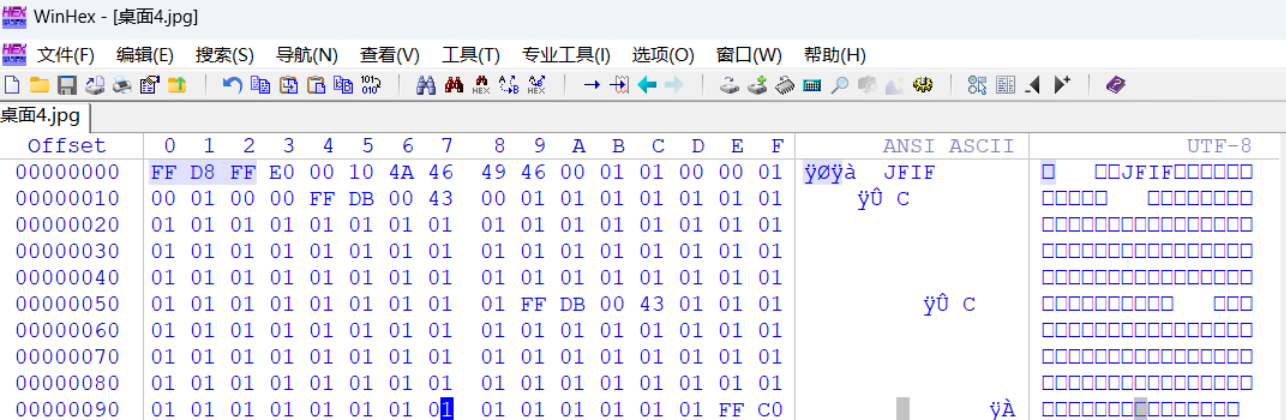 WinHex - [桌面4.jpg]
文件(F) 编辑(E) 搜索(S) 导航(N) 查看(V) 工具(T) 专业工具(I) 选项(O) 窗口(W) 帮助(H)
桌面4.jpg
Offset 0 1 2 3 4 5 6 7 8 9 A B C D E F ANSI ASCII UTF-8
00000000 FF D8 FF E0 00 10 4A 46 49 46 00 01 01 00 00 01 ÿØÿà JFIF JFIF
00000010 00 01 00 00 FF DB 00 43 00 01 01 01 01 01 01 01 ÿÛ C
00000020 01 01 01 01 01 01 01 01 01 01 01 01 01 01 01 01
00000030 01 01 01 01 01 01 01 01 01 01 01 01 01 01 01 01
00000040 01 01 01 01 01 01 01 01 01 01 01 01 01 01 01 01
00000050 01 01 01 01 01 01 01 01 01 FF DB 00 43 01 01 01 ÿÛ C
00000060 01 01 01 01 01 01 01 01 01 01 01 01 01 01 01 01
00000070 01 01 01 01 01 01 01 01 01 01 01 01 01 01 01 01
00000080 01 01 01 01 01 01 01 01 01 01 01 01 01 01 01 01
00000090 01 01 01 01 01 01 01 01 01 01 01 01 01 01 FF C0 ÿÀ